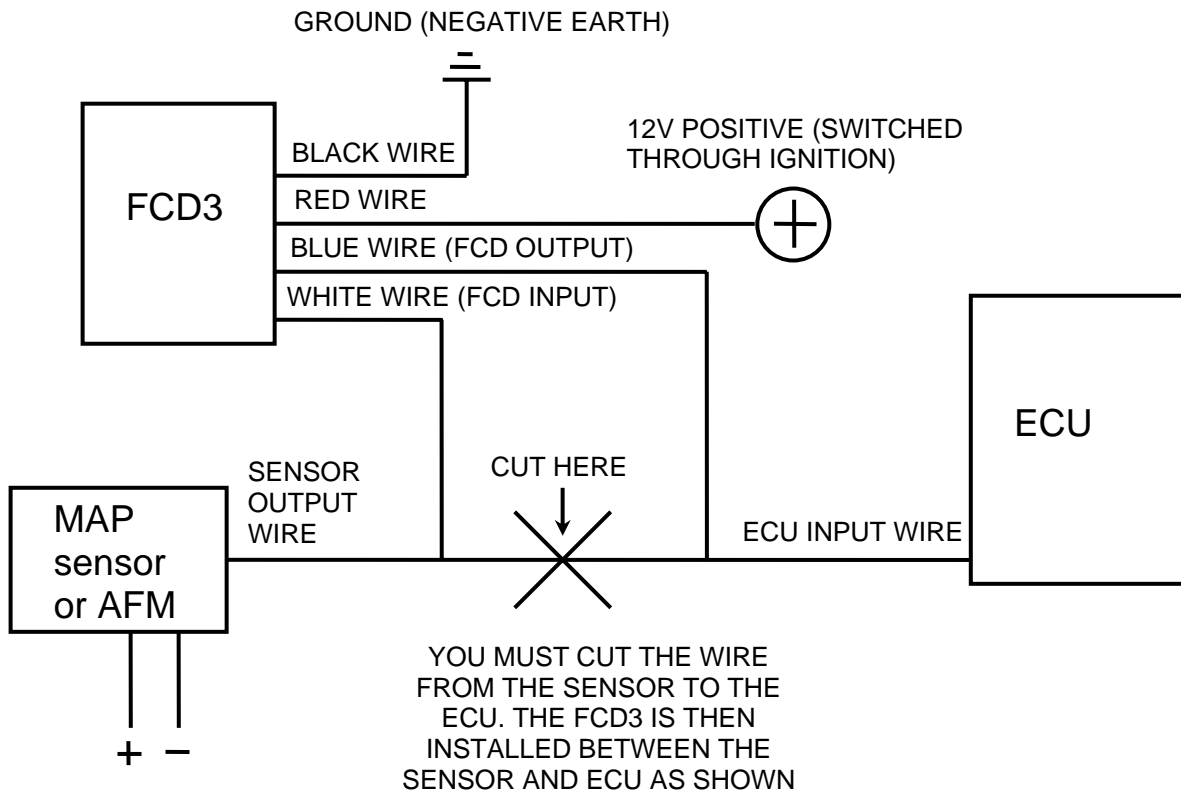 GROUND (NEGATIVE EARTH)
12V POSITIVE (SWITCHED
THROUGH IGNITION)
BLACK WIRE
FCD3
RED WIRE
BLUE WIRE (FCD OUTPUT)
WHITE WIRE (FCD INPUT)
ECU
SENSOR
OUTPUT
WIRE
CUT HERE
MAP
sensor
or AFM
ECU INPUT WIRE
YOU MUST CUT THE WIRE
FROM THE SENSOR TO THE
ECU. THE FCD3 IS THEN
INSTALLED BETWEEN THE
SENSOR AND ECU AS SHOWN
+ −